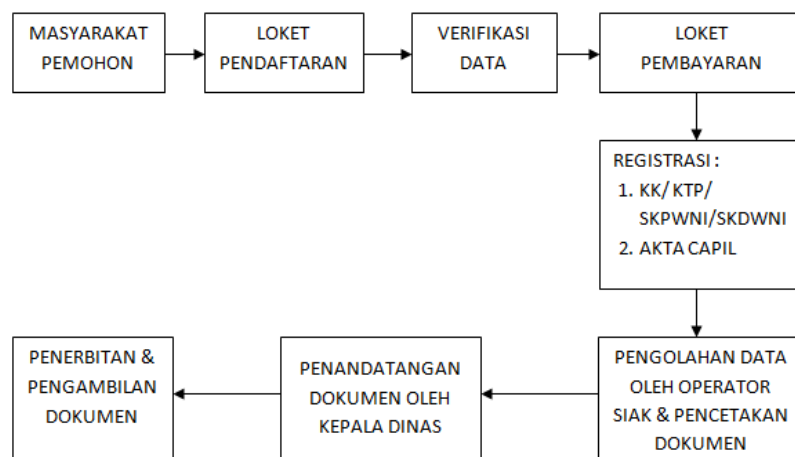 MASYARAKAT
PEMOHON
LOKET
PENDAFTARAN
VERIFIKASI
DATA
LOKET
PEMBAYARAN
REGISTRASI :
1. KK/ KTP/
SKPWNI/SKDWNI
2. AKTA CAPIL
PENGOLAHAN DATA
OLEH OPERATOR
SIAK & PENCETAKAN
DOKUMEN
PENANDATANGAN
DOKUMEN OLEH
KEPALA DINAS
PENERBITAN &
PENGAMBILAN
DOKUMEN